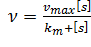 v = v_max[s] / k_m+[s]